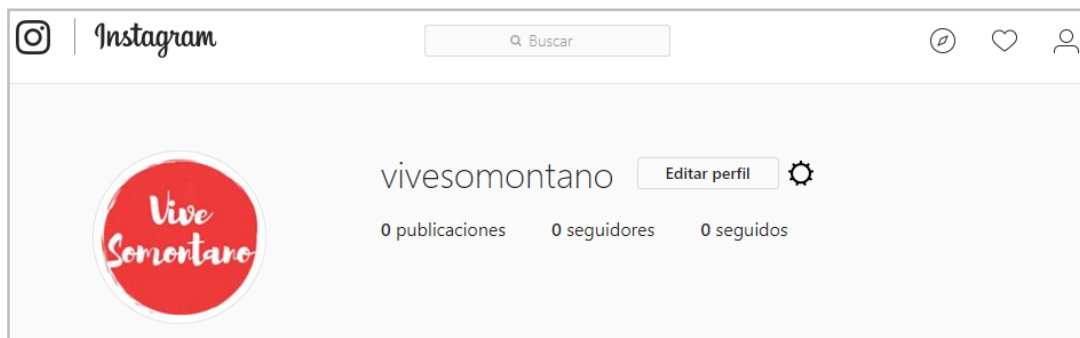 Instagram
Buscar
vivesomontano Editar perfil
0 publicaciones 0 seguidores 0 seguidos
Vive
Somontano